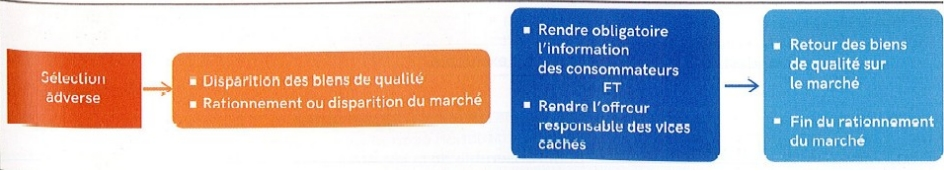 Sélection
adverse
▪ Disparition des biens de qualité
▪ Rationnement ou disparition du marché
▪ Rendre obligatoire
l'information
des consommateurs
ET
▪ Rendre l'offreur
responsable des vices
cachés
▪ Retour des biens
de qualité sur
le marché
▪ Fin du rationnement
du marché